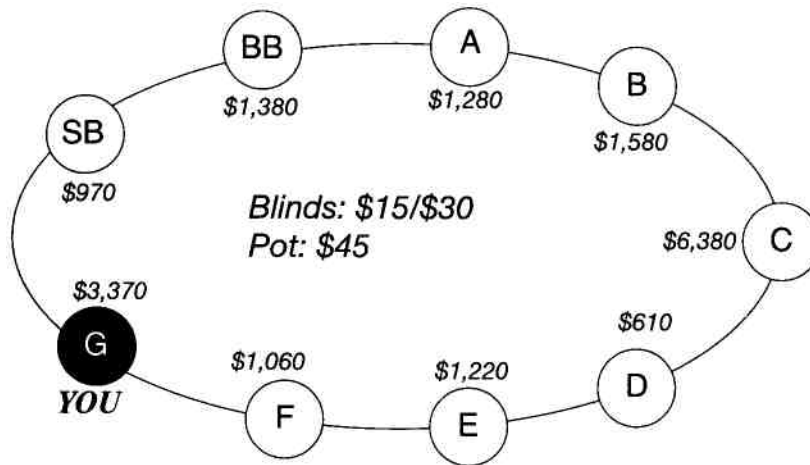 BB
A
$1,380
$1,280
B
$1,580
SB
$970
Blinds: $15/$30
Pot: $45
C
$6,380
$3,370
G
YOU
$1,060
F
$1,220
E
$610
D